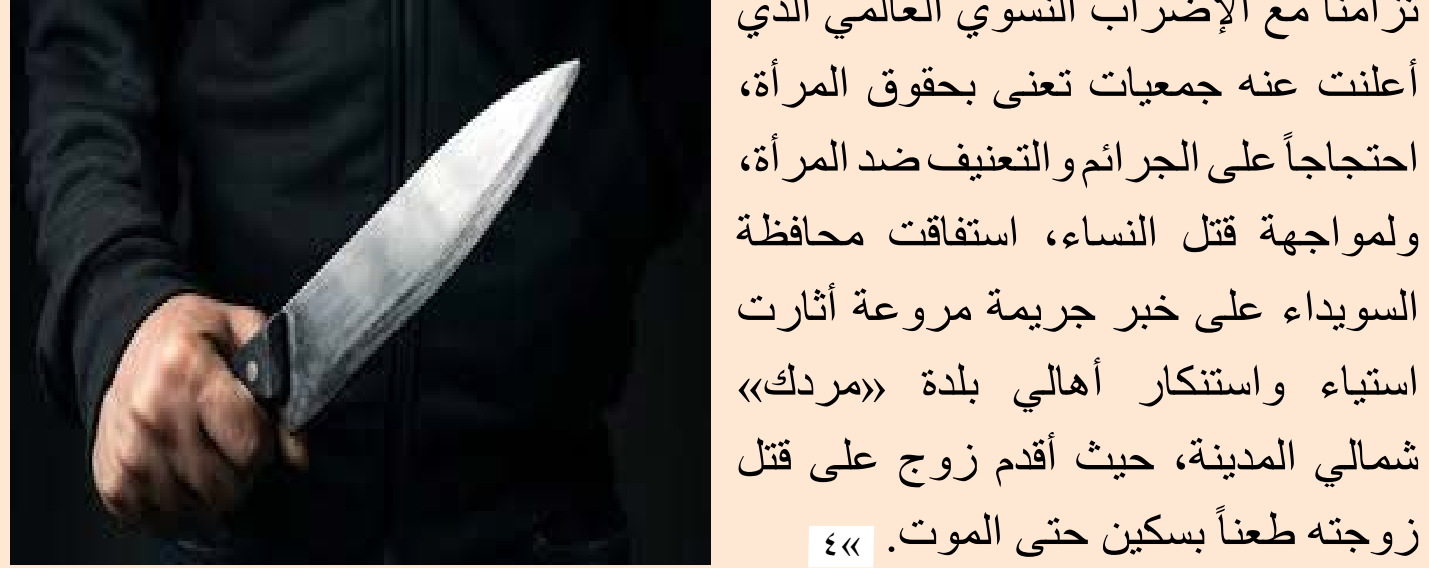 تزامناً مع الإضراب النسوي العالمي الذي
أعلنت عنه جمعيات تعنى بحقوق المرأة،
احتجاجاً على الجرائم والتعنيف ضد المرأة،
ولمواجهة قتل النساء، استفاقت محافظة
السويداء على خبر جريمة مروعة أثارت
استياء واستنكار أهالي بلدة «مردك»
شمالي المدينة، حيث أقدم زوج على قتل
زوجته طعناً بسكين حتى الموت. »٤